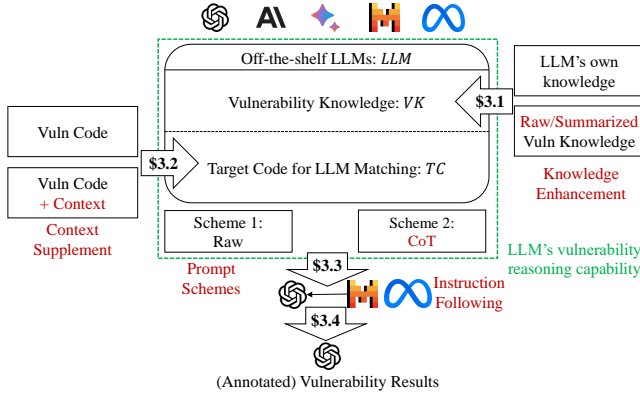 Off-the-shelf LLMs: LLM
Vulnerability Knowledge: VK
Target Code for LLM Matching: TC
$3.1
LLM's own
knowledge
Raw/Summarized
Vuln Knowledge
Knowledge
Enhancement
Vuln Code
$3.2
Vuln Code
+ Context
Context
Supplement
Scheme 1:
Raw
Scheme 2:
CoT
Prompt
Schemes
LLM's vulnerability
reasoning capability
$3.3
Instruction
Following
$3.4
(Annotated) Vulnerability Results